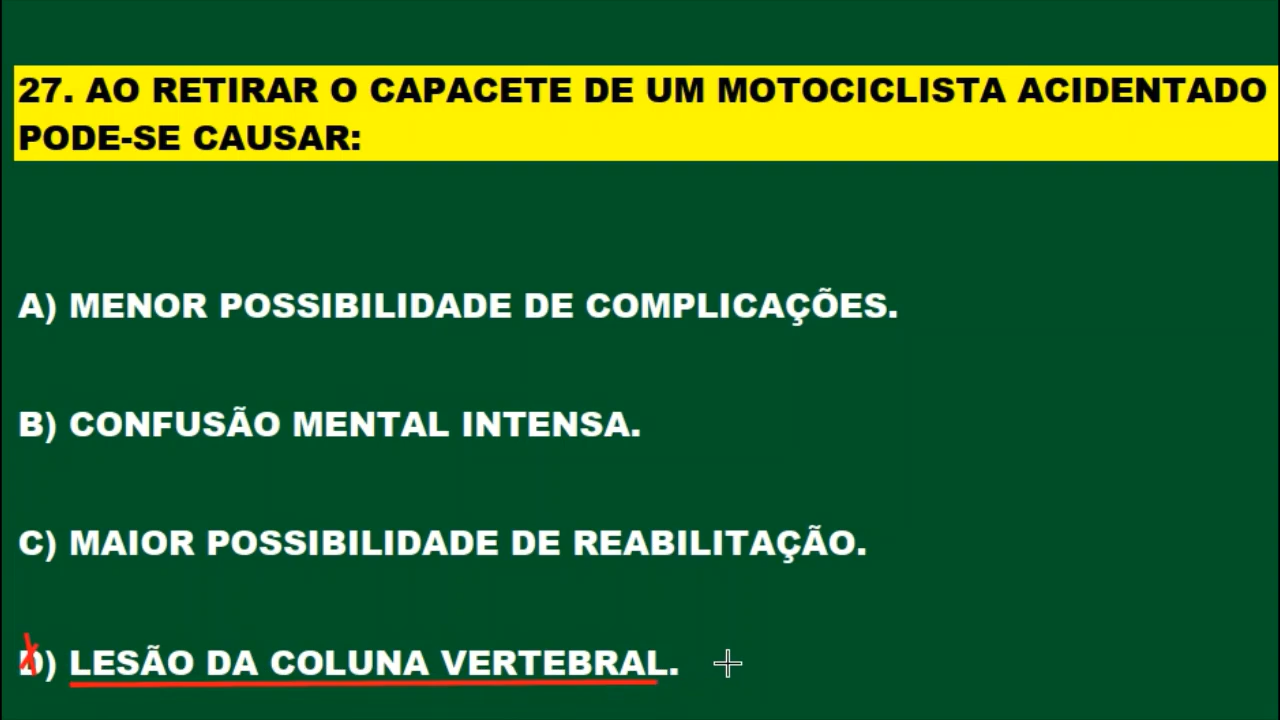 27. AO RETIRAR O CAPACETE DE UM MOTOCICLISTA ACIDENTADO
PODE-SE CAUSAR:
A) MENOR POSSIBILIDADE DE COMPLICAÇÕES.
B) CONFUSÃO MENTAL INTENSA.
C) MAIOR POSSIBILIDADE DE REABILITAÇÃO.
D) LESÃO DA COLUNA VERTEBRAL.